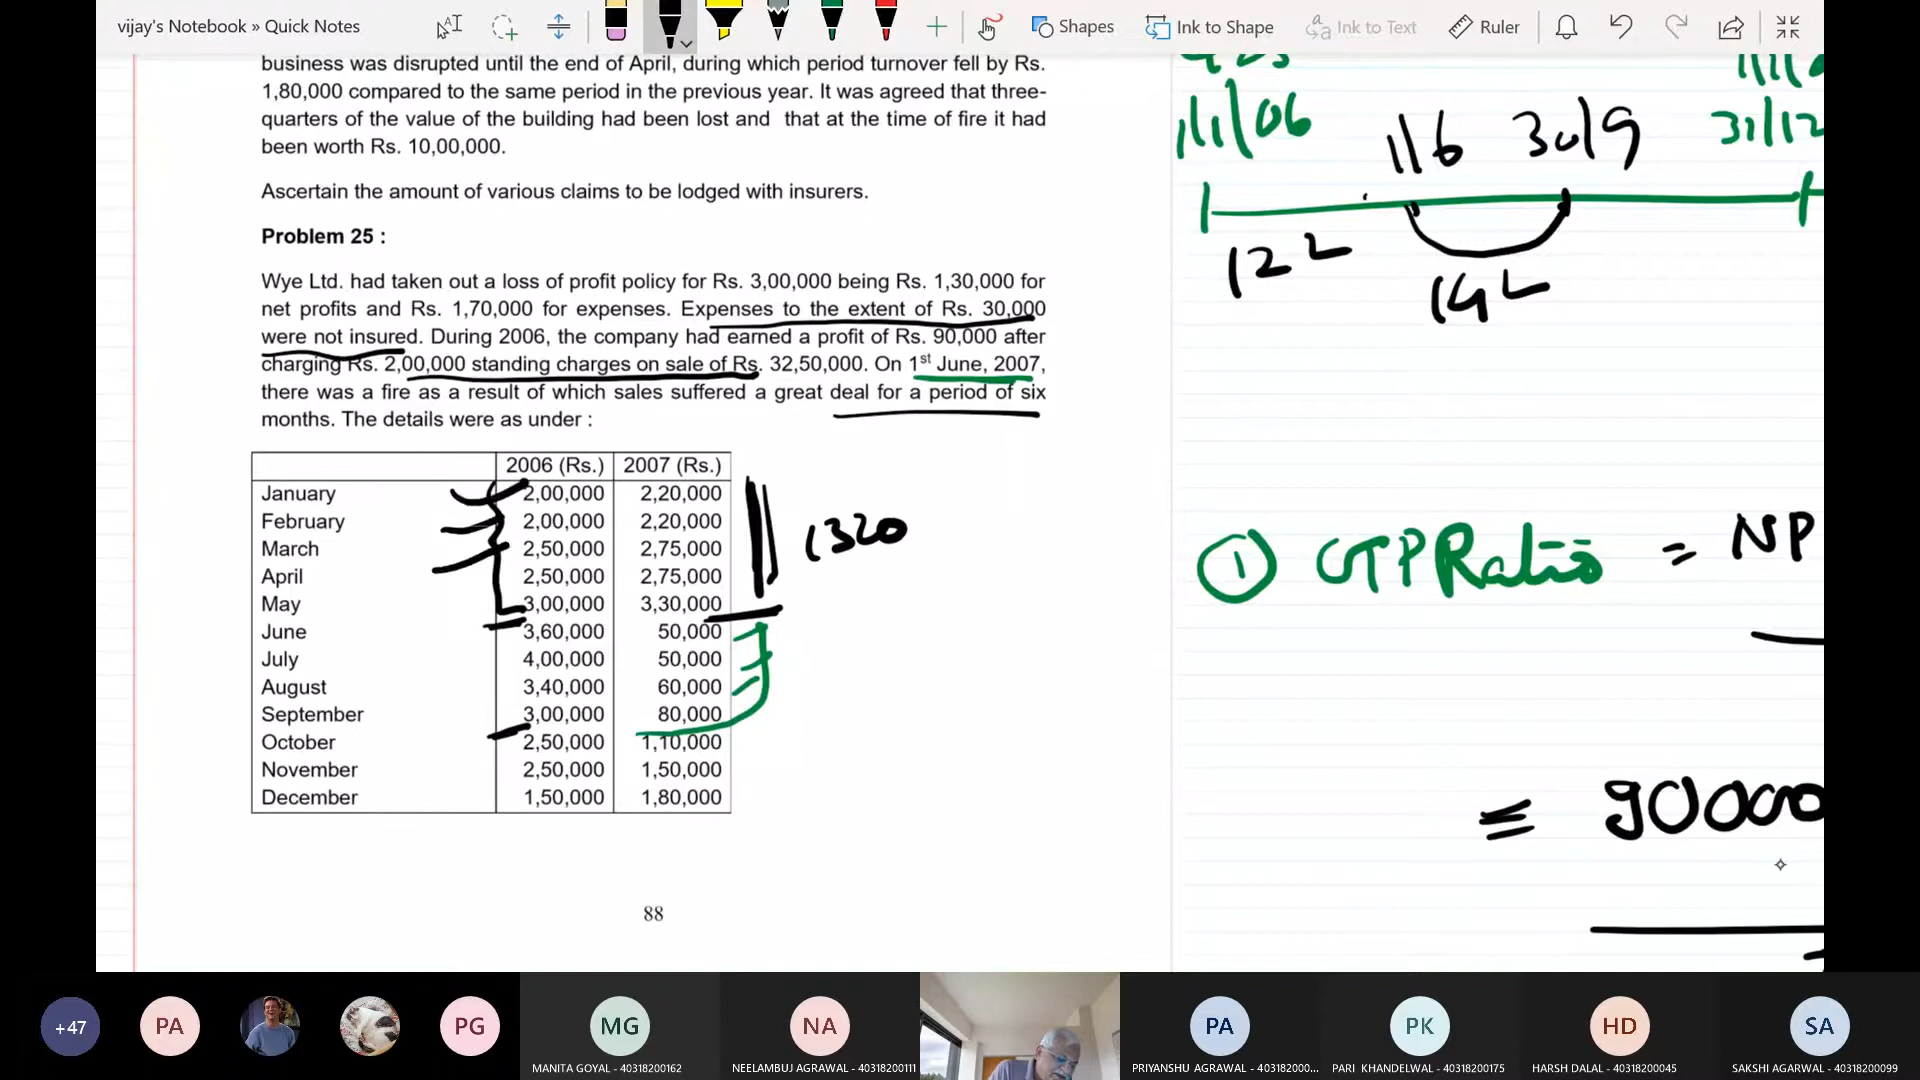 vijay's Notebook » Quick Notes
Shapes
Ink to Shape
Ink to Text
Ruler
business was disrupted until the end of April, during which period turnover fell by Rs.
1,80,000 compared to the same period in the previous year. It was agreed that three-
quarters of the value of the building had been lost and that at the time of fire it had
been worth Rs. 10,00,000.
Ascertain the amount of various claims to be lodged with insurers.
Problem 25 :
Wye Ltd. had taken out a loss of profit policy for Rs. 3,00,000 being Rs. 1,30,000 for
net profits and Rs. 1,70,000 for expenses. Expenses to the extent of Rs. 30,000
were not insured. During 2006, the company had earned a profit of Rs. 90,000 after
charging Rs. 2,00,000 standing charges on sale of Rs. 32,50,000. On 1st June, 2007,
there was a fire as a result of which sales suffered a great deal for a period of six
months. The details were as under :
2006 (Rs.) 2007 (Rs.)
January 2,00,000 2,20,000
February 2,00,000 2,20,000
March 2,50,000 2,75,000
April 2,50,000 2,75,000
May 3,00,000 3,30,000
June 3,60,000 50,000
July 4,00,000 50,000
August 3,40,000 60,000
September 3,00,000 80,000
October 2,50,000 1,10,000
November 2,50,000 1,50,000
December 1,50,000 1,80,000
1320
88
1/1/06
1/6 30/9
31/12
12L
14L
1 GP Ratio = NP
= 90000
+47
PA
PG
MG
NA
PA
PK
HD
SA
MANITA GOYAL - 40318200162
NEELAMBUJ AGRAWAL - 40318200111
PRIYANSHU AGRAWAL - 403182000...
PARI KHANDELWAL - 40318200175
HARSH DALAL - 40318200045
SAKSHI AGARWAL - 40318200099